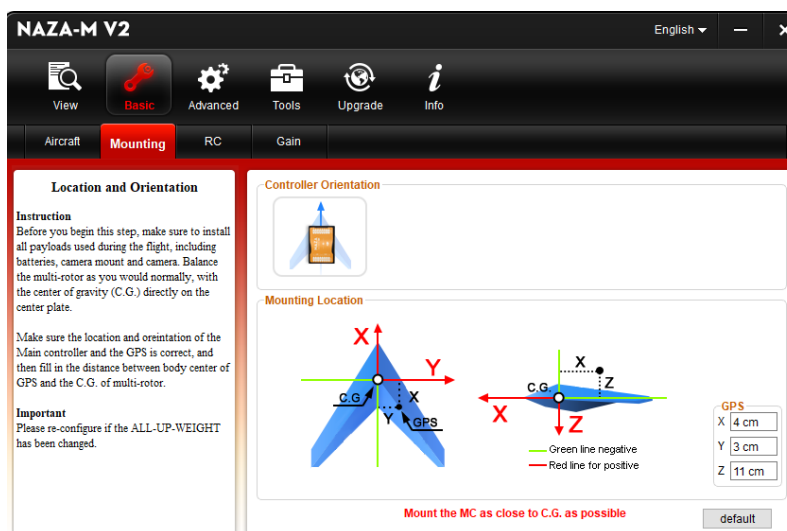 NAZA-M V2
English
View
Basic
Advanced
Tools
Upgrade
Info
Aircraft
Mounting
RC
Gain
Location and Orientation
Instruction
Before you begin this step, make sure to install
all payloads used during the flight, including
batteries, camera mount and camera. Balance
the multi-rotor as you would normally, with
the center of gravity (C.G.) directly on the
center plate.
Make sure the location and oreintation of the
Main controller and the GPS is correct, and
then fill in the distance between body center of
GPS and the C.G. of multi-rotor.
Important
Please re-configure if the ALL-UP-WEIGHT
has been changed.
Controller Orientation
NAZA
Mounting Location
X
Y
C.G
X
Y
GPS
X
Z
C.G.
X
Z
Green line negative
Red line for positive
GPS
X 4 cm
Y 3 cm
Z 11 cm
Mount the MC as close to C.G. as possible
default